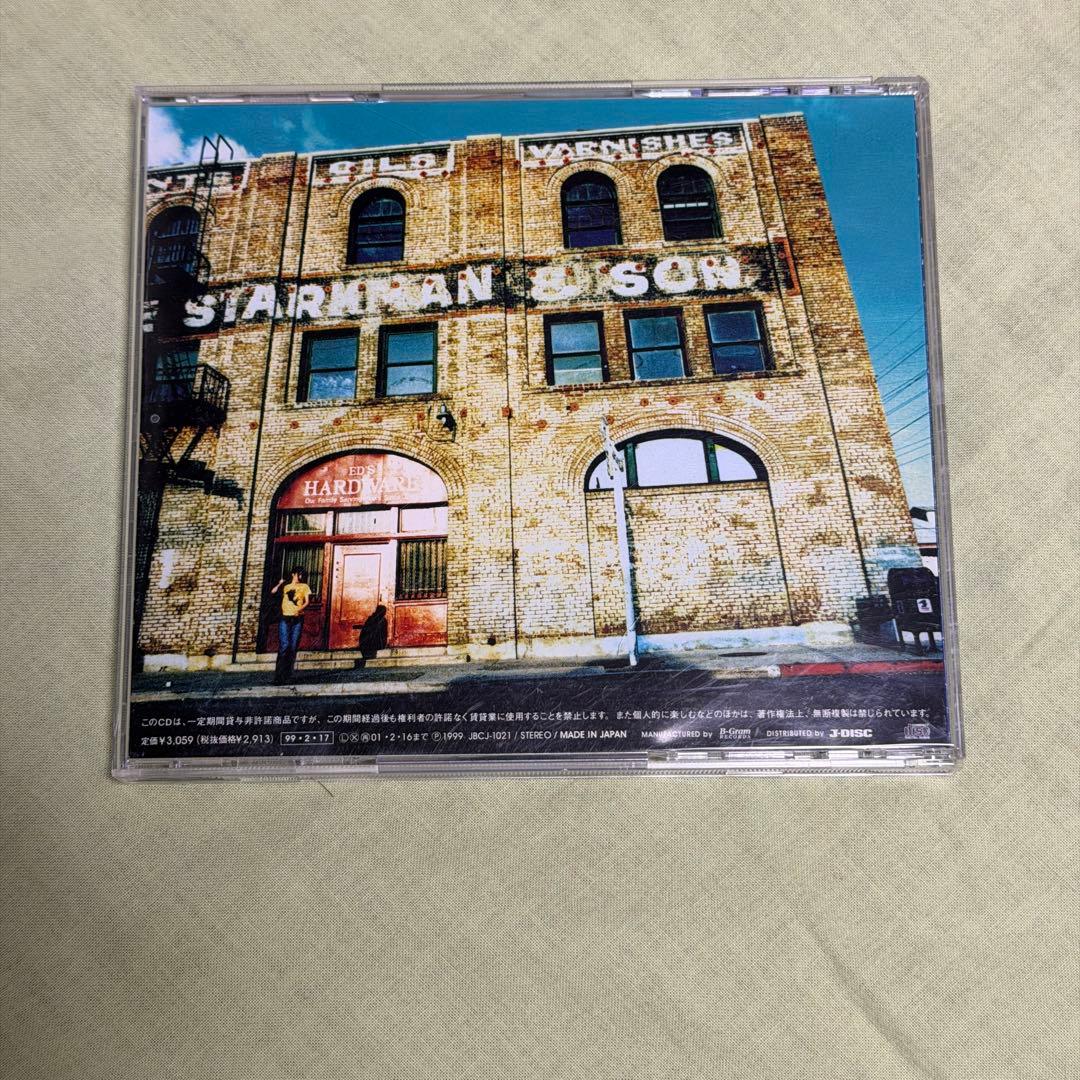 NTS
OILS
VARNISHES
E STARKMAN & SON
ED'S
HARDWARE
Our Family Serving
このCDは、一定期間貸与非許諾商品ですが、この期間経過後も権利者の許諾なく賃貸業に使用することを禁止します。また個人的に楽しむなどのほかは、著作権法上、無断複製は禁じられています。
定価¥3,059 (税抜価格¥2,913) 99・2・17 Ⓛ Ⓧ 01・2・16まで Ⓟ1999 JBCJ-1021 / STEREO / MADE IN JAPAN MANUFACTURED by B-Gram RECORDS DISTRIBUTED by J-DISC